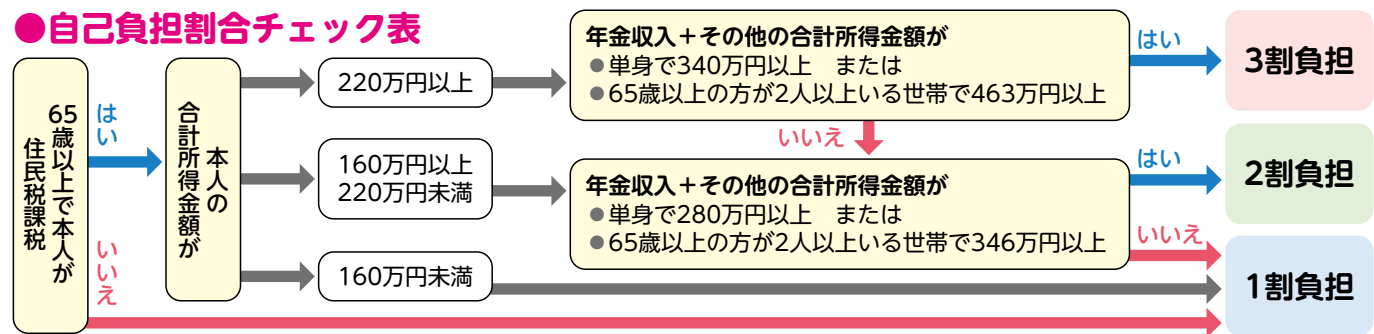 ●自己負担割合チェック表
65歳以上で本人が
住民税課税
はい
いいえ
本人の
合計所得金額が
220万円以上
160万円以上
220万円未満
160万円未満
年金収入＋その他の合計所得金額が
●単身で340万円以上　または
●65歳以上の方が2人以上いる世帯で463万円以上
はい
いいえ
年金収入＋その他の合計所得金額が
●単身で280万円以上　または
●65歳以上の方が2人以上いる世帯で346万円以上
はい
いいえ
3割負担
2割負担
1割負担